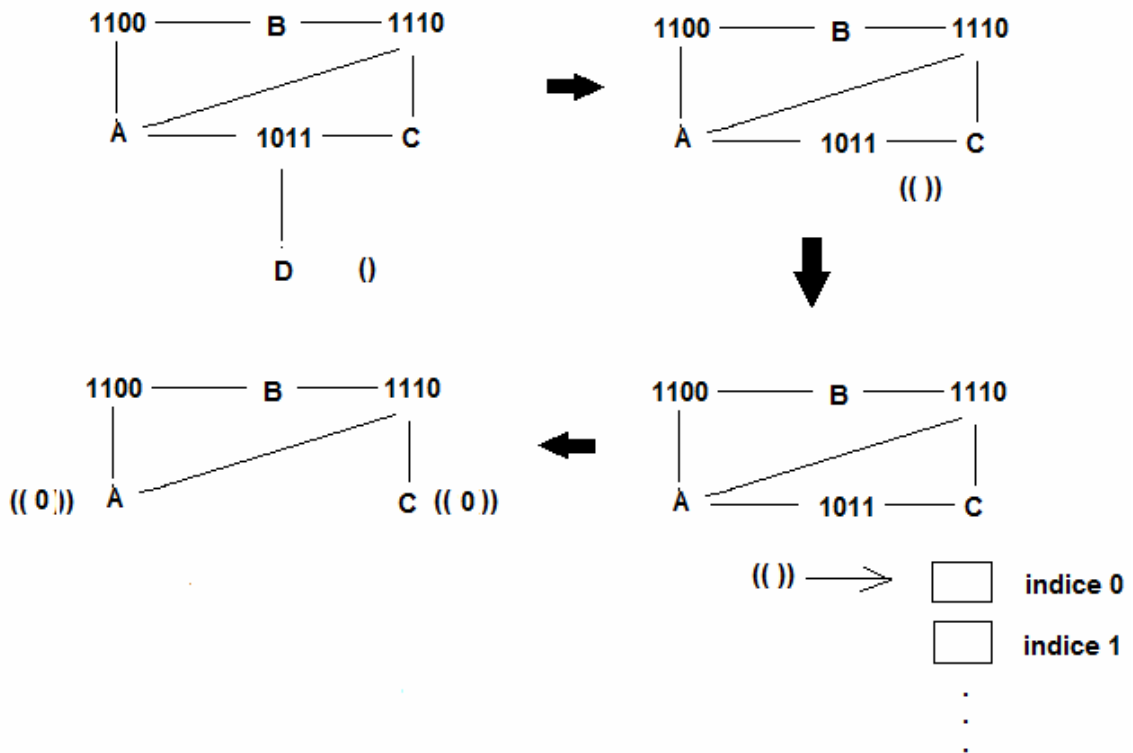 1100 B 1110
A 1011 C
D ()
1100 B 1110
A 1011 C
(( ))
1100 B 1110
(( 0 )) A C (( 0 ))
1100 B 1110
A 1011 C
(( )) indice 0
indice 1
.
.
.